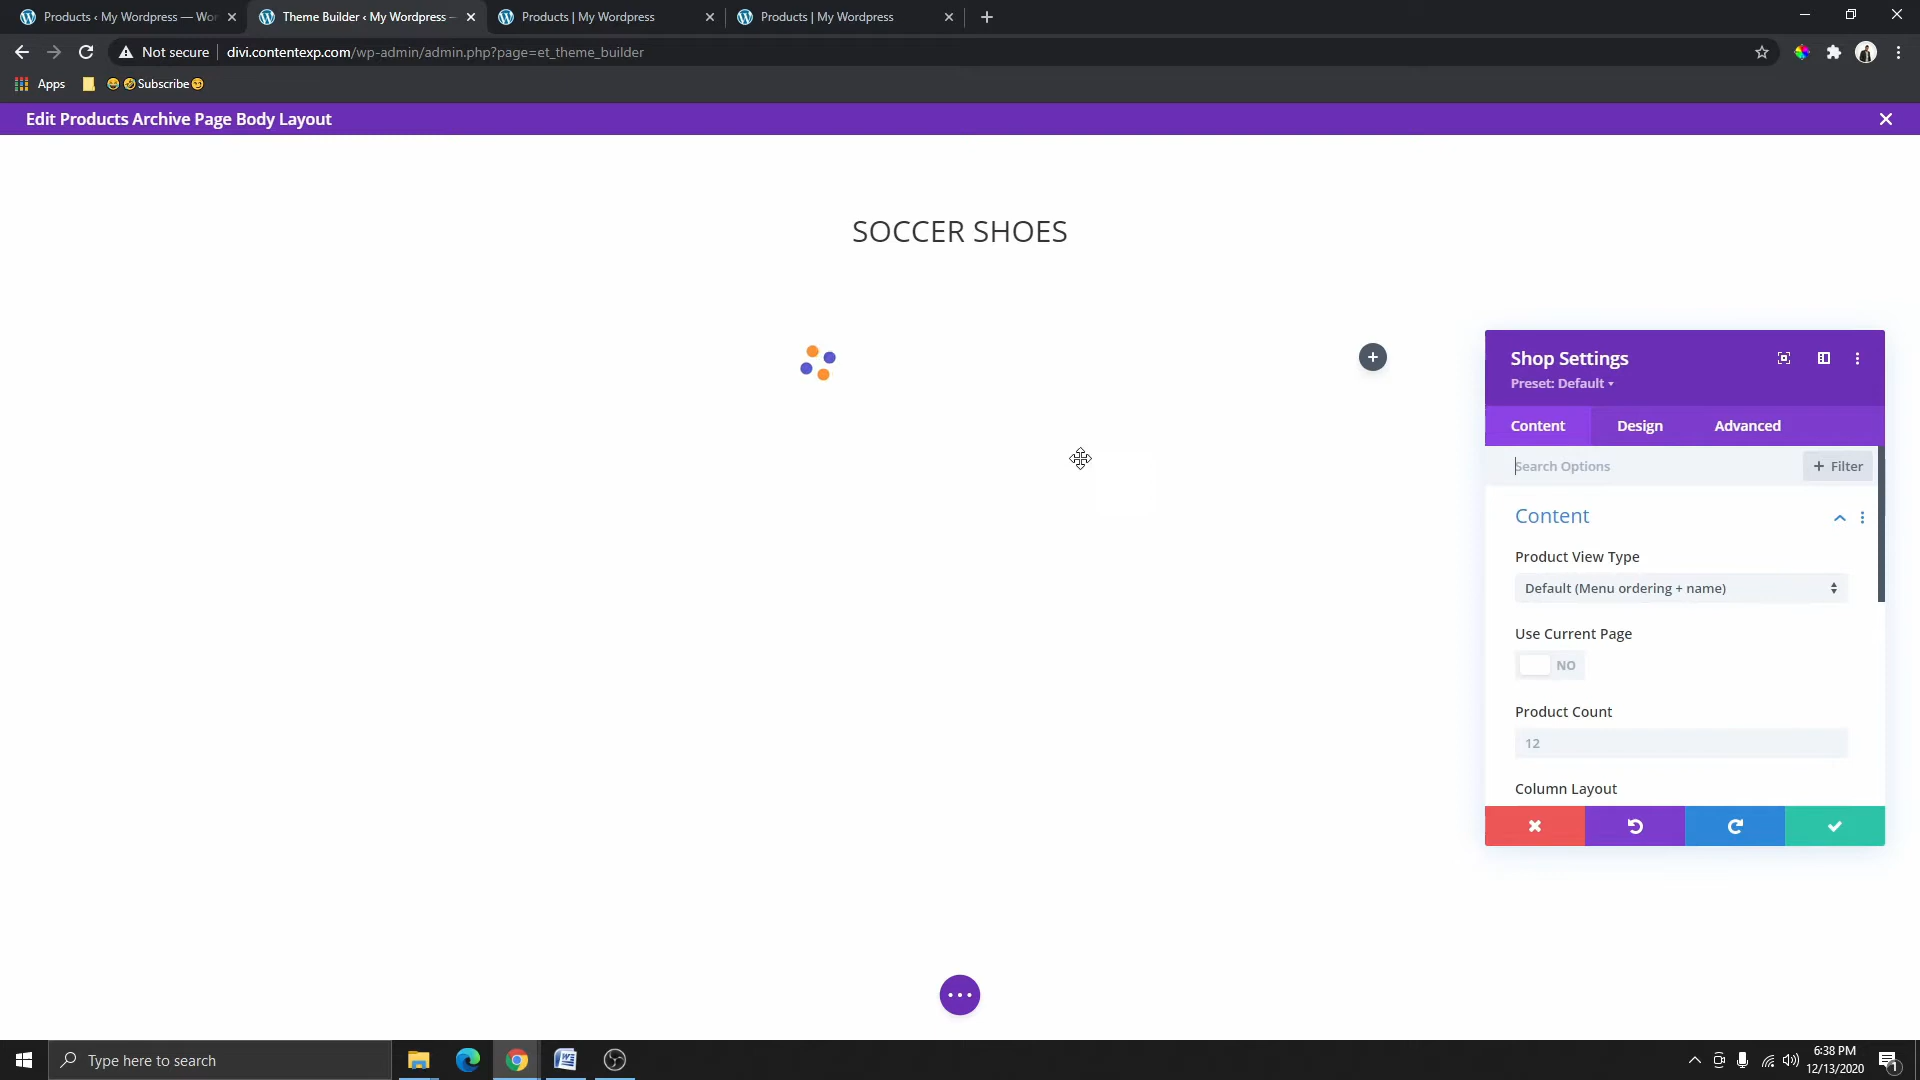 Products ‹ My Wordpress — Wor
Theme Builder ‹ My Wordpress —
Products | My Wordpress
Products | My Wordpress
Not secure
divi.contentexp.com/wp-admin/admin.php?page=et_theme_builder
Apps
😂 🤣Subscribe😏
Edit Products Archive Page Body Layout
SOCCER SHOES
Shop Settings
Preset: Default
Content
Design
Advanced
Search Options
+ Filter
Content
Product View Type
Default (Menu ordering + name)
Use Current Page
NO
Product Count
12
Column Layout
Type here to search
6:38 PM
12/13/2020
1